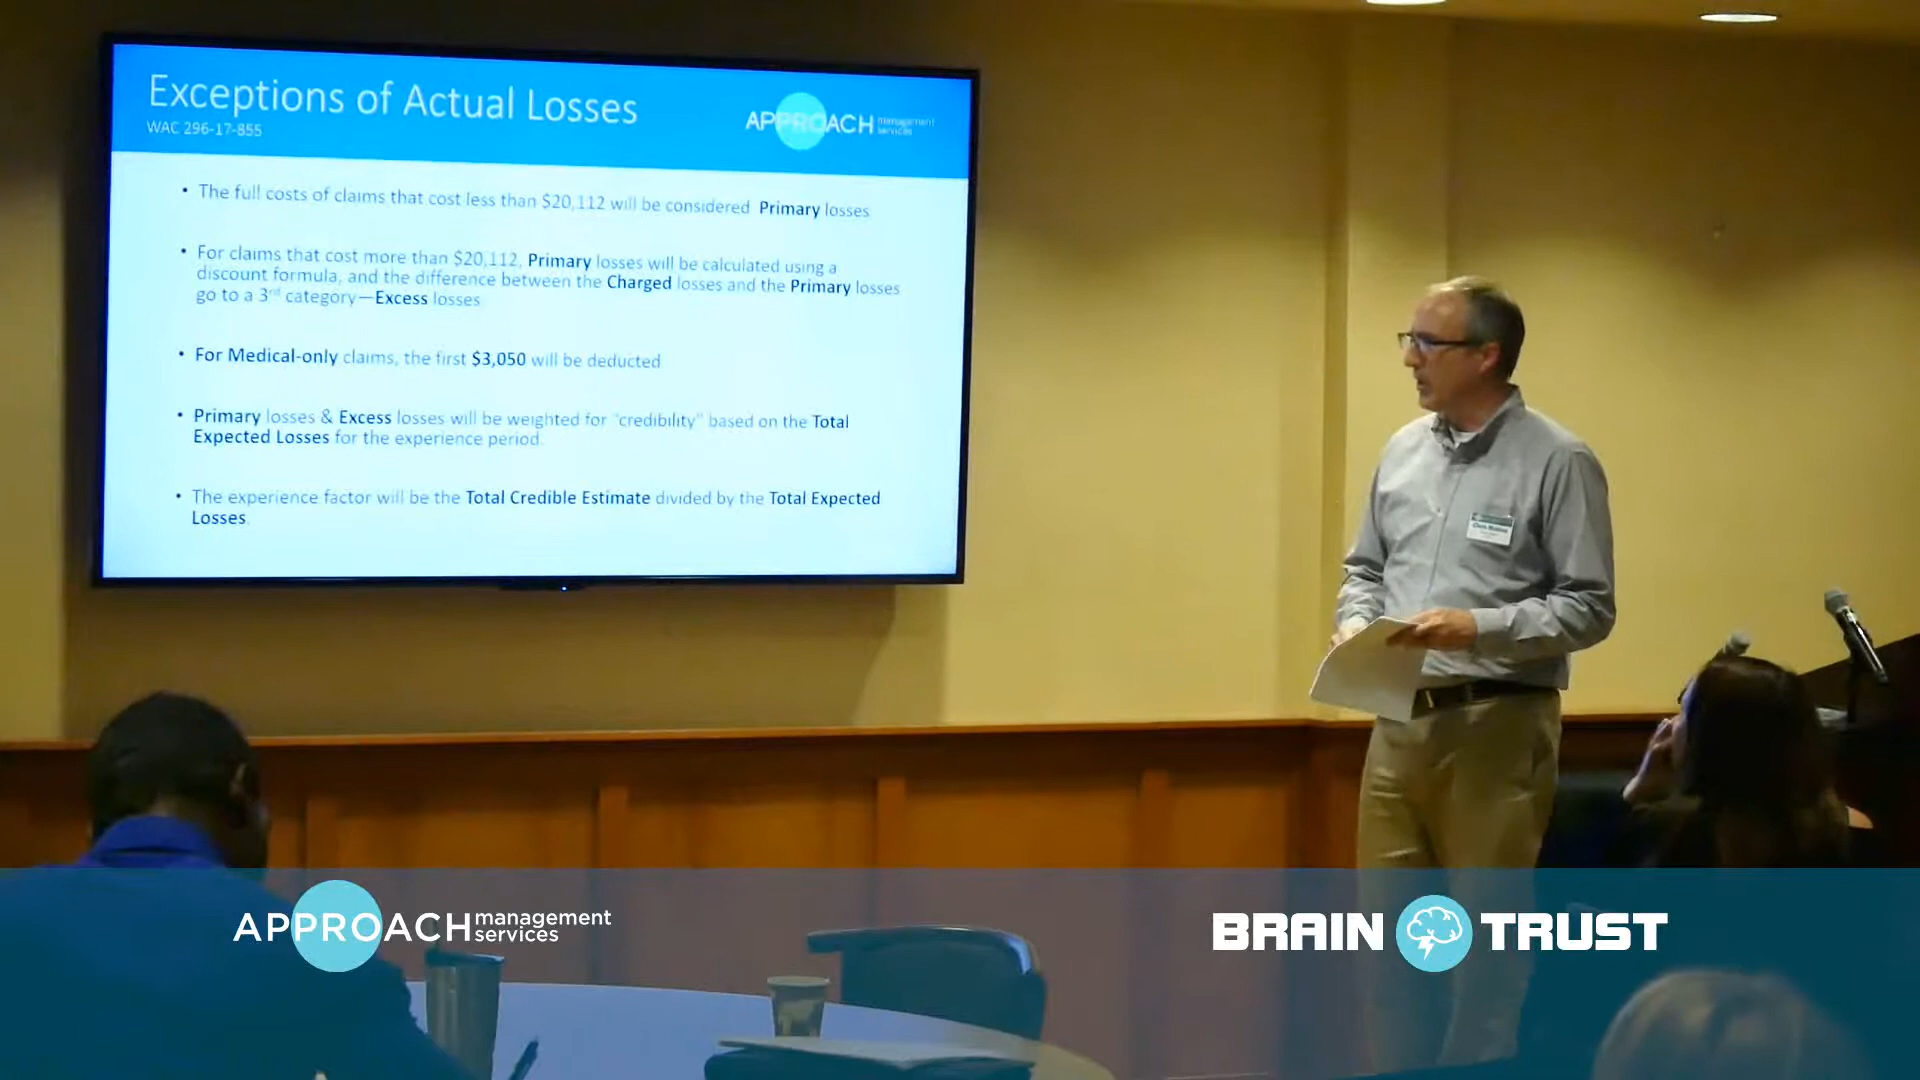 Exceptions of Actual Losses
WAC 296-17-855
APPROACH management services
• The full costs of claims that cost less than $20,112 will be considered Primary losses
• For claims that cost more than $20,112, Primary losses will be calculated using a
discount formula, and the difference between the Charged losses and the Primary losses
go to a 3rd category—Excess losses
• For Medical-only claims, the first $3,050 will be deducted
• Primary losses & Excess losses will be weighted for "credibility" based on the Total
Expected Losses for the experience period.
• The experience factor will be the Total Credible Estimate divided by the Total Expected
Losses.
APPROACH management services
BRAIN TRUST